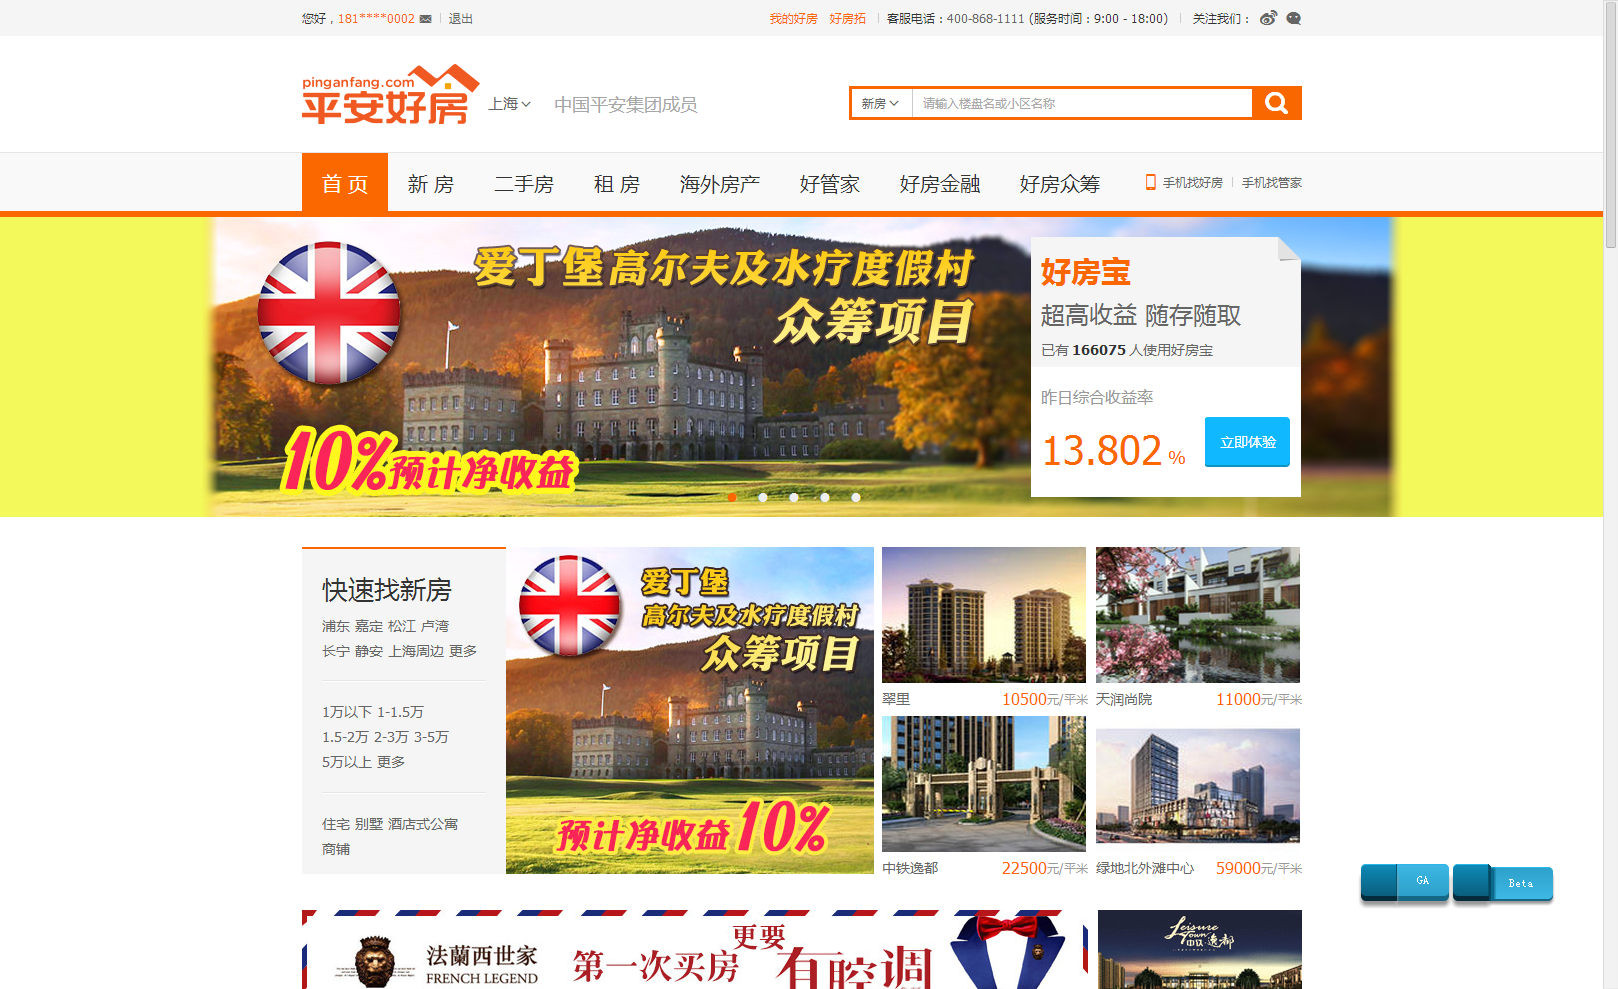 您好，181****0002 退出
我的好房 好房拓 客服电话：400-868-1111 (服务时间：9:00 - 18:00) 关注我们：
pinganfang.com
平安好房 上海 中国平安集团成员
新房 请输入楼盘名或小区名称
首 页 新 房 二手房 租 房 海外房产 好管家 好房金融 好房众筹 手机找好房 手机找管家
爱丁堡高尔夫及水疗度假村
众筹项目
10%预计净收益
好房宝
超高收益 随存随取
已有 166075 人使用好房宝
昨日综合收益率
13.802 %
立即体验
快速找新房
浦东 嘉定 松江 卢湾
长宁 静安 上海周边 更多
1万以下 1-1.5万
1.5-2万 2-3万 3-5万
5万以上 更多
住宅 别墅 酒店式公寓
商铺
爱丁堡
高尔夫及水疗度假村
众筹项目
预计净收益10%
翠里 10500元/平米
天润尚院 11000元/平米
中铁逸都 22500元/平米
绿地北外滩中心 59000元/平米
GA
Beta
法蘭西世家
FRENCH LEGEND
第一次买房
更要
有腔调
Leisure
Town
中铁·逸都